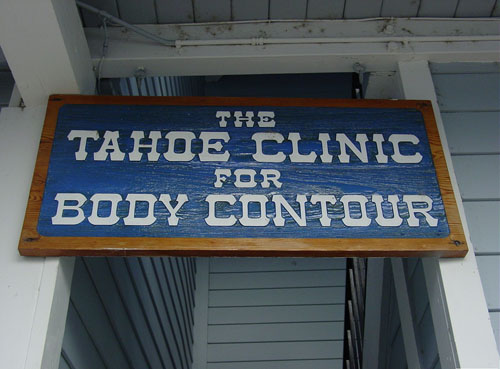 THE
TAHOE CLINIC
FOR
BODY CONTOUR